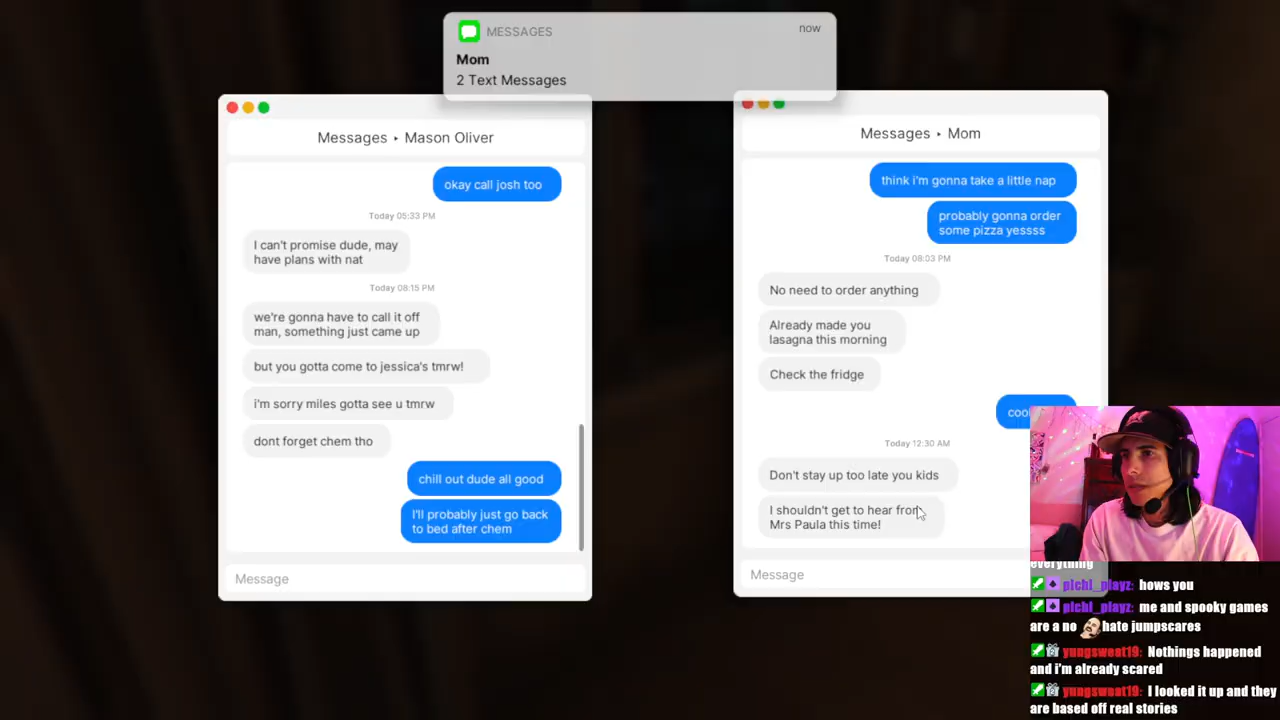 MESSAGES
now
Mom
2 Text Messages
Messages ‣ Mason Oliver
okay call josh too
Today 05:33 PM
I can't promise dude, may
have plans with nat
Today 08:15 PM
we're gonna have to call it off
man, something just came up
but you gotta come to jessica's tmrw!
i'm sorry miles gotta see u tmrw
dont forget chem tho
chill out dude all good
I'll probably just go back
to bed after chem
Message
Messages ‣ Mom
think i'm gonna take a little nap
probably gonna order
some pizza yessss
Today 08:03 PM
No need to order anything
Already made you
lasagna this morning
Check the fridge
Today 12:30 AM
Don't stay up too late you kids
I shouldn't get to hear from
Mrs Paula this time!
Message
everything
plchl_playz: hows you
plchl_playz: me and spooky games
are a no hate jumpscares
yungsweat19: Nothings happened
and i'm already scared
yungsweat19: I looked it up and they
are based off real stories